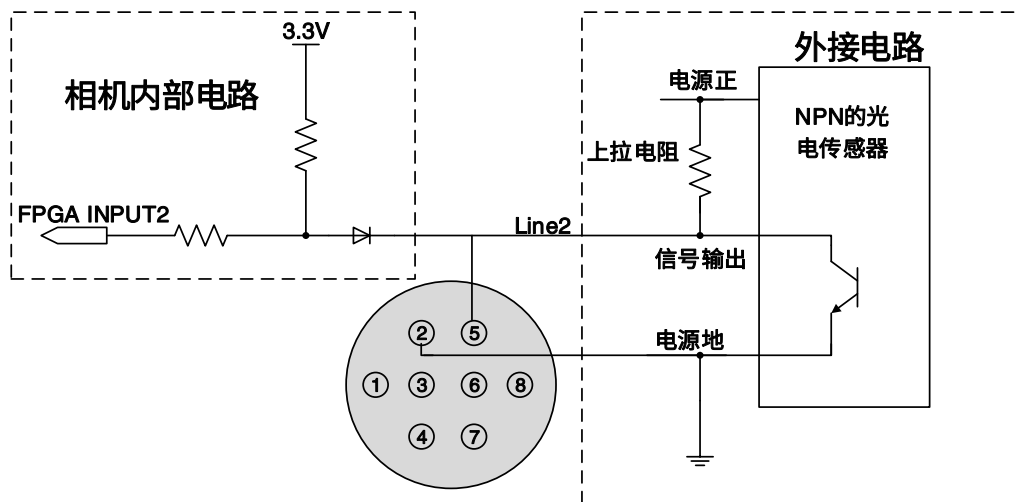 3.3V
相机内部电路
FPGA INPUT2
Line2
外接电路
电源正
NPN的光
电传感器
上拉电阻
信号输出
电源地
2
5
1
3
6
8
4
7